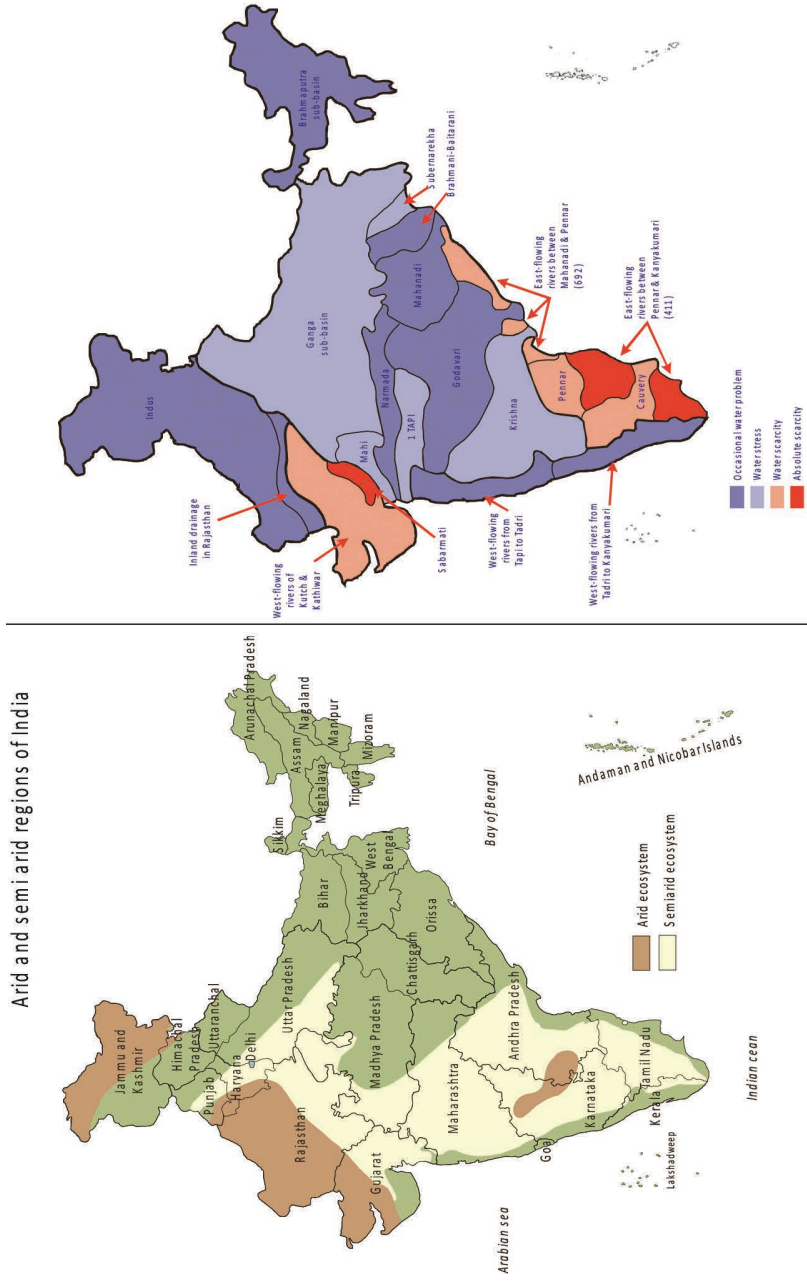 Arid and semi arid regions of India
Jammu and
Kashmir
Himachal
Pradesh
Punjab
Uttaranchal
Haryana
Delhi
Rajasthan
Uttar Pradesh
Sikkim
Arunachal Pradesh
Assam
Nagaland
Meghalaya
Manipur
Tripura
Mizoram
Bihar
Jharkhand
West
Bengal
Gujarat
Madhya Pradesh
Chattisgarh
Orissa
Maharashtra
Andhra Pradesh
Goa
Karnataka
Kerala
Tamil Nadu
Lakshadweep
Andaman and Nicobar Islands
Arabian sea
Bay of Bengal
Indian cean
Arid ecosystem
Semiarid ecosystem
Indus
Brahmaputra
sub-basin
Ganga
sub-basin
Inland drainage
in Rajasthan
West-flowing
rivers of
Kutch &
Kathiwar
Mahi
Sabarmati
Narmada
1 TAPI
Mahanadi
Subernarekha
Brahmani-Baitarani
Godavari
Krishna
East-flowing
rivers between
Mahanadi & Pennar
(692)
Pennar
Cauvery
East-flowing
rivers between
Pennar & Kanyakumari
(411)
West-flowing
rivers from
Tapi to Tadri
West-flowing rivers from
Tadri to Kanyakumari
Occasional water problem
Water stress
Water scarcity
Absolute scarcity